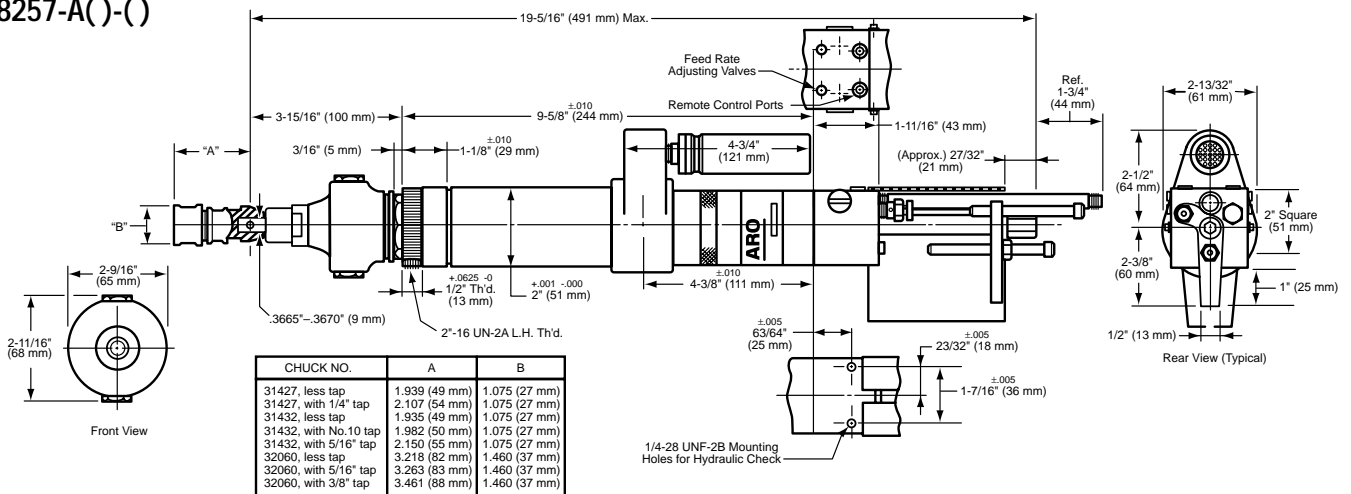 8257-A( )-( )
19-5/16" (491 mm) Max.
Feed Rate
Adjusting Valves
Remote Control Ports
Ref.
1-3/4"
(44 mm)
2-13/32"
(61 mm)
3-15/16" (100 mm)
±.010
9-5/8" (244 mm)
1-11/16" (43 mm)
"A"
3/16" (5 mm)
±.010
1-1/8" (29 mm)
4-3/4"
(121 mm)
(Approx.) 27/32"
(21 mm)
2-1/2"
(64 mm)
"B"
2" Square
(51 mm)
ARO
2-9/16"
(65 mm)
+.0625 -0
1/2" Th'd.
(13 mm)
+.001 -.000
2" (51 mm)
±.010
4-3/8" (111 mm)
2-3/8"
(60 mm)
1" (25 mm)
.3665"–.3670" (9 mm)
2"-16 UN-2A L.H. Th'd.
±.005
63/64"
(25 mm)
±.005
23/32" (18 mm)
1/2" (13 mm)
Rear View (Typical)
2-11/16"
(68 mm)
±.005
1-7/16" (36 mm)
Front View
1/4-28 UNF-2B Mounting
Holes for Hydraulic Check
CHUCK NO. A B
31427, less tap 1.939 (49 mm) 1.075 (27 mm)
31427, with 1/4" tap 2.107 (54 mm) 1.075 (27 mm)
31432, less tap 1.935 (49 mm) 1.075 (27 mm)
31432, with No.10 tap 1.982 (50 mm) 1.075 (27 mm)
31432, with 5/16" tap 2.150 (55 mm) 1.075 (27 mm)
32060, less tap 3.218 (82 mm) 1.460 (37 mm)
32060, with 5/16" tap 3.263 (83 mm) 1.460 (37 mm)
32060, with 3/8" tap 3.461 (88 mm) 1.460 (37 mm)